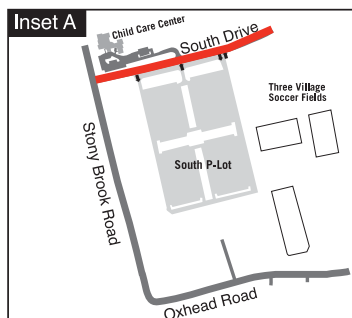 Inset A
Child Care Center
South Drive
Three Village
Soccer Fields
Stony Brook Road
South P-Lot
Oxhead Road